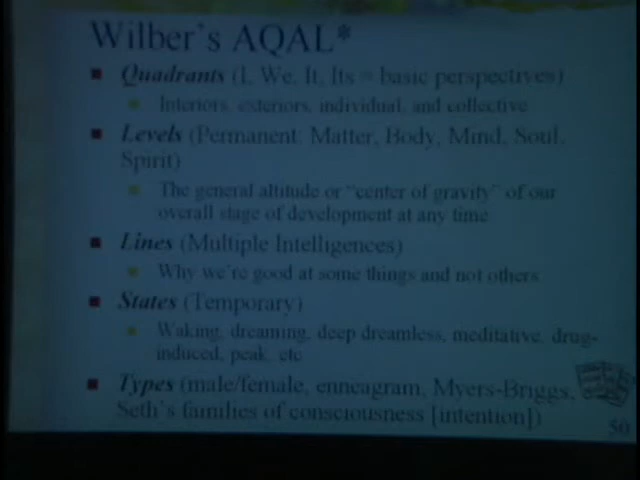 Wilber's AQAL*
Quadrants (I, We, It, Its = basic perspectives)
Interiors, exteriors, individual, and collective
Levels (Permanent: Matter, Body, Mind, Soul,
Spirit)
The general altitude or "center of gravity" of our
overall stage of development at any time
Lines (Multiple Intelligences)
Why we're good at some things and not others
States (Temporary)
Waking, dreaming, deep dreamless, meditative, drug-
induced, peak, etc
Types (male/female, enneagram, Myers-Briggs,
Seth's families of consciousness [intention])
50